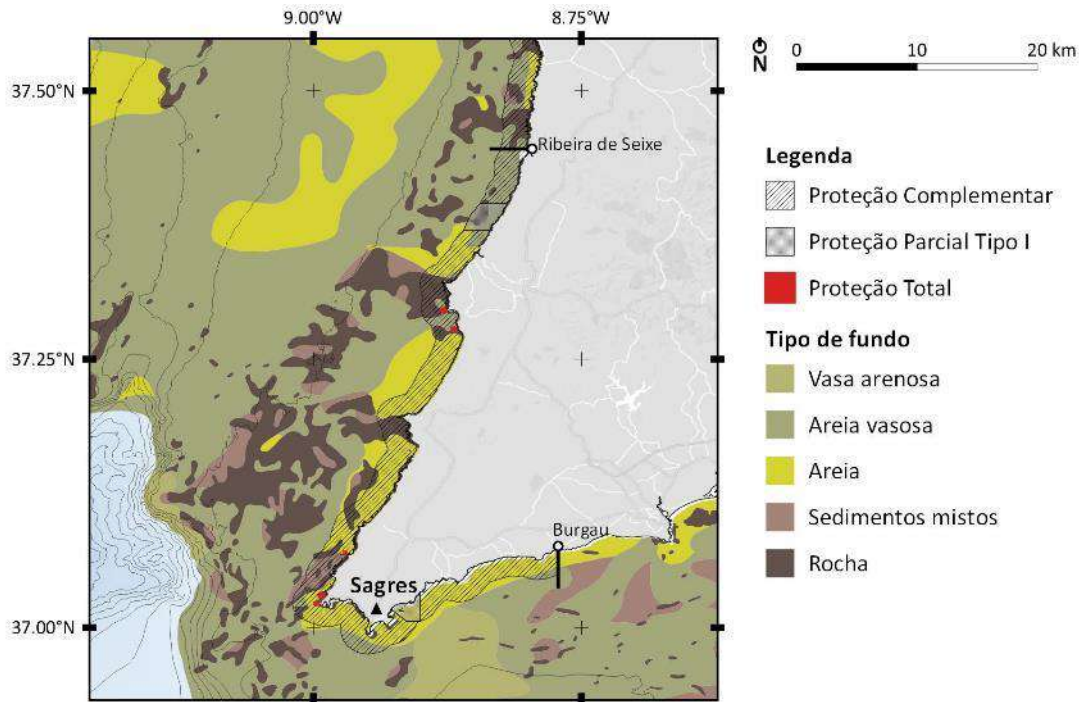 9.00°W 8.75°W
N 0 10 20 km
37.50°N
Ribeira de Seixe
Legenda
Proteção Complementar
Proteção Parcial Tipo I
Proteção Total
37.25°N
Tipo de fundo
Vasa arenosa
Areia vasosa
Areia
Sedimentos mistos
Rocha
Burgau
Sagres
37.00°N